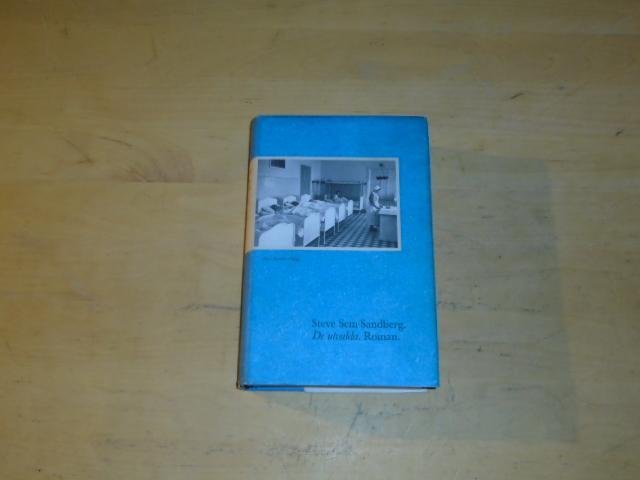 Steve Sem-Sandberg.
De utvalda. Roman.